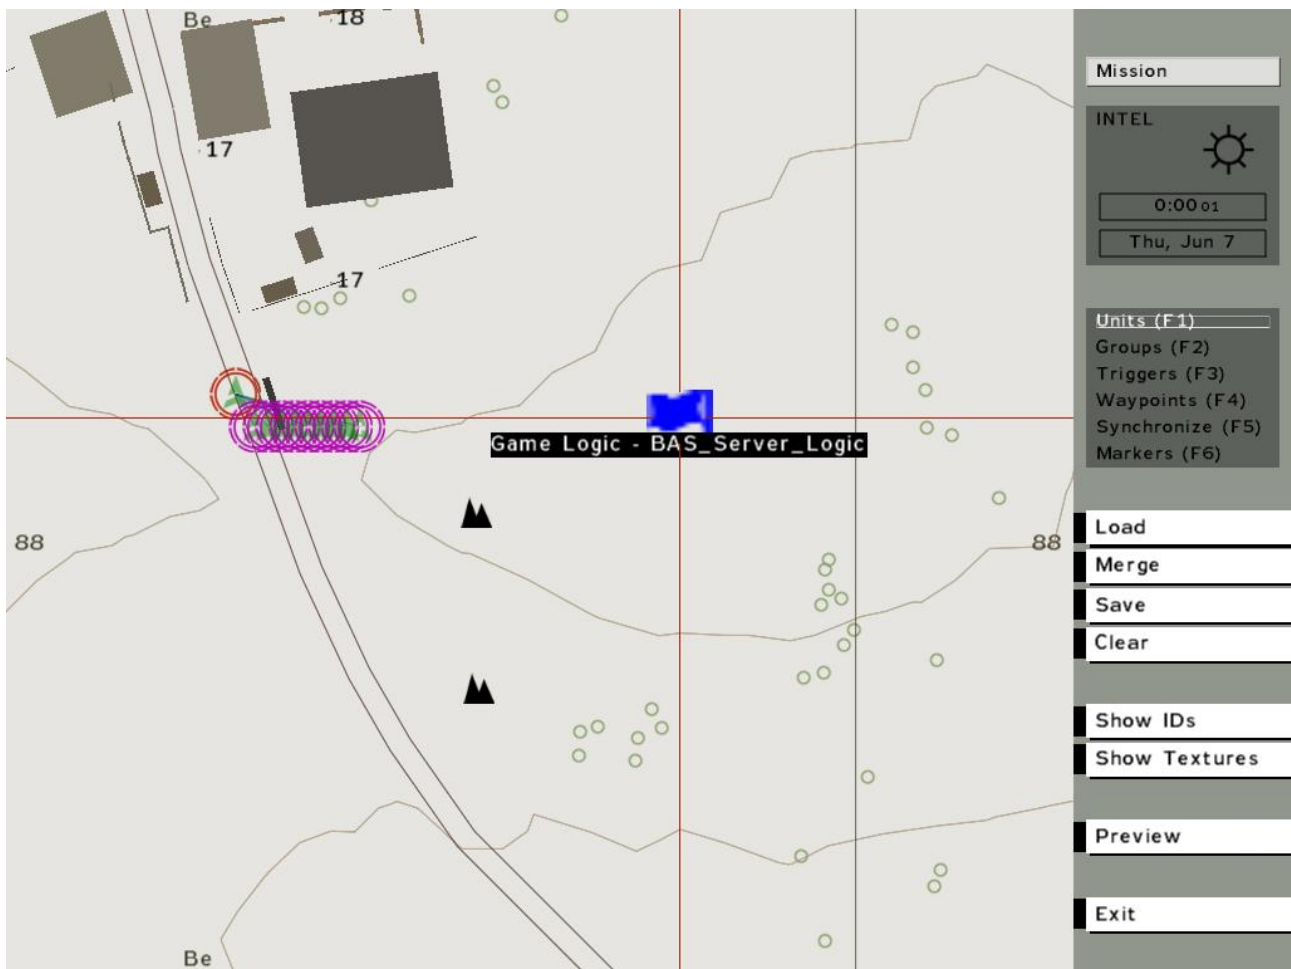 Be
18
17
17
Game Logic - BAS_Server_Logic
88
88
Be
Mission
INTEL
0:00 01
Thu, Jun 7
Units (F1)
Groups (F2)
Triggers (F3)
Waypoints (F4)
Synchronize (F5)
Markers (F6)
Load
Merge
Save
Clear
Show IDs
Show Textures
Preview
Exit